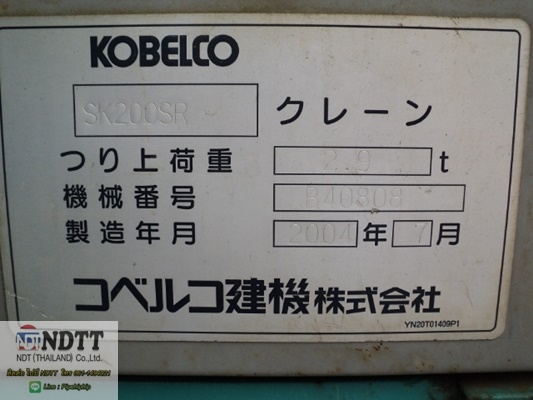 KOBELCO
SK200SR クレーン
つり上荷重 2.9 t
機械番号
製造年月 2004 年 7 月
コベルコ建機株式会社
YN20T01409P1
NDT NDTT
NDT (THAILAND) Co.,Ltd.